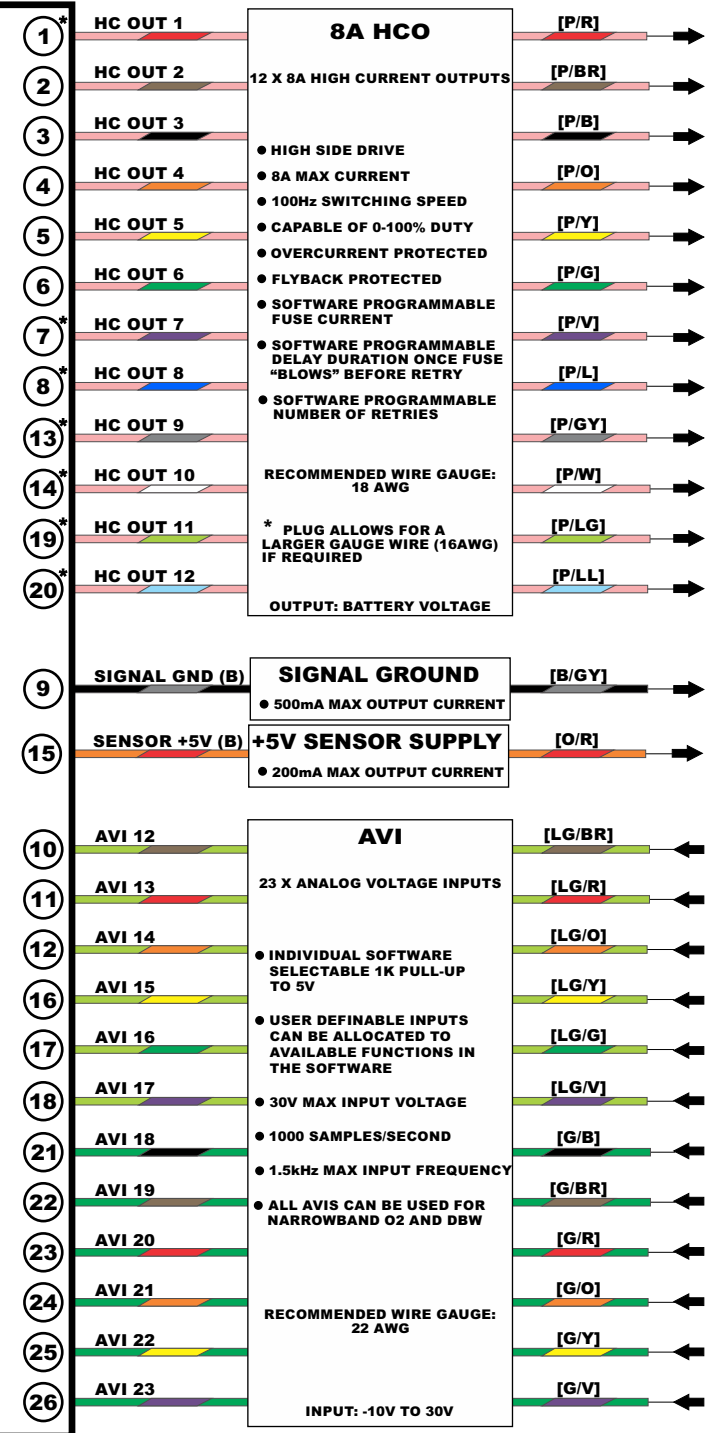 1* HC OUT 1 [P/R]
2 HC OUT 2 [P/BR]
3 HC OUT 3 [P/B]
4 HC OUT 4 [P/O]
5 HC OUT 5 [P/Y]
6 HC OUT 6 [P/G]
7* HC OUT 7 [P/V]
8* HC OUT 8 [P/L]
13* HC OUT 9 [P/GY]
14* HC OUT 10 [P/W]
19* HC OUT 11 [P/LG]
20* HC OUT 12 [P/LL]
8A HCO
12 X 8A HIGH CURRENT OUTPUTS
● HIGH SIDE DRIVE
● 8A MAX CURRENT
● 100Hz SWITCHING SPEED
● CAPABLE OF 0-100% DUTY
● OVERCURRENT PROTECTED
● FLYBACK PROTECTED
● SOFTWARE PROGRAMMABLE
FUSE CURRENT
● SOFTWARE PROGRAMMABLE
DELAY DURATION ONCE FUSE
“BLOWS” BEFORE RETRY
● SOFTWARE PROGRAMMABLE
NUMBER OF RETRIES
RECOMMENDED WIRE GAUGE:
18 AWG
* PLUG ALLOWS FOR A
LARGER GAUGE WIRE (16AWG)
IF REQUIRED
OUTPUT: BATTERY VOLTAGE
9 SIGNAL GND (B) [B/GY]
SIGNAL GROUND
● 500mA MAX OUTPUT CURRENT
15 SENSOR +5V (B) [O/R]
+5V SENSOR SUPPLY
● 200mA MAX OUTPUT CURRENT
10 AVI 12 [LG/BR]
11 AVI 13 [LG/R]
12 AVI 14 [LG/O]
16 AVI 15 [LG/Y]
17 AVI 16 [LG/G]
18 AVI 17 [LG/V]
21 AVI 18 [G/B]
22 AVI 19 [G/BR]
23 AVI 20 [G/R]
24 AVI 21 [G/O]
25 AVI 22 [G/Y]
26 AVI 23 [G/V]
AVI
23 X ANALOG VOLTAGE INPUTS
● INDIVIDUAL SOFTWARE
SELECTABLE 1K PULL-UP
TO 5V
● USER DEFINABLE INPUTS
CAN BE ALLOCATED TO
AVAILABLE FUNCTIONS IN
THE SOFTWARE
● 30V MAX INPUT VOLTAGE
● 1000 SAMPLES/SECOND
● 1.5kHz MAX INPUT FREQUENCY
● ALL AVIS CAN BE USED FOR
NARROWBAND O2 AND DBW
RECOMMENDED WIRE GAUGE:
22 AWG
INPUT: -10V TO 30V